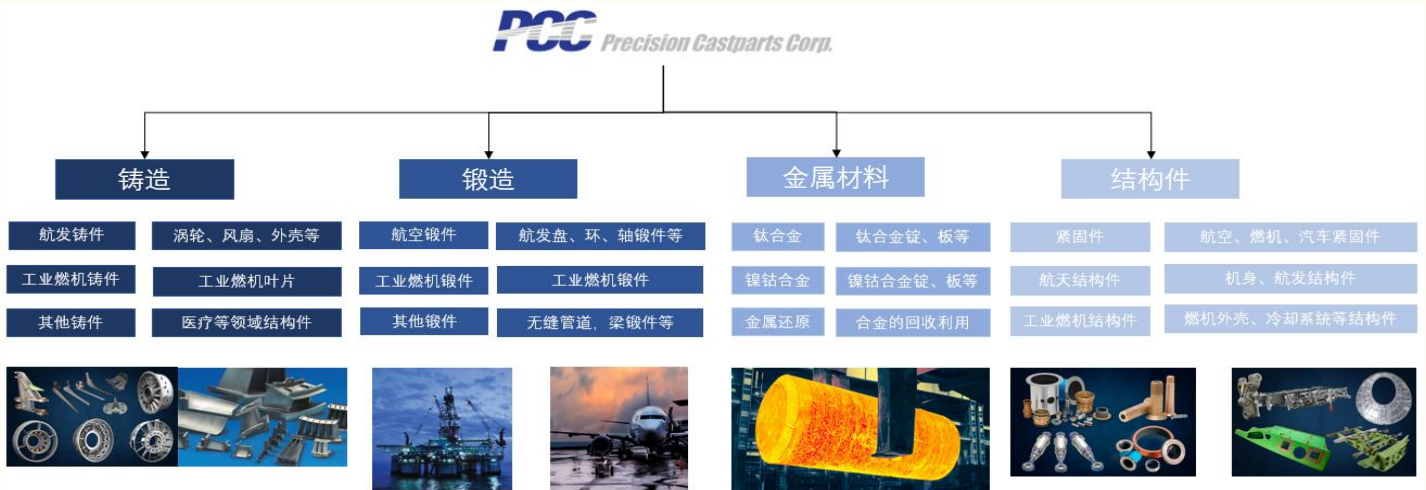 PCC Precision Castparts Corp.
铸造
锻造
金属材料
结构件
航发铸件
涡轮、风扇、外壳等
工业燃机铸件
工业燃机叶片
其他铸件
医疗等领域结构件
航空锻件
航发盘、环、轴锻件等
工业燃机锻件
工业燃机锻件
其他锻件
无缝管道，梁锻件等
钛合金
钛合金锭、板等
镍钴合金
镍钴合金锭、板等
金属还原
合金的回收利用
紧固件
航空、燃机、汽车紧固件
航天结构件
机身、航发结构件
工业燃机结构件
燃机外壳、冷却系统等结构件